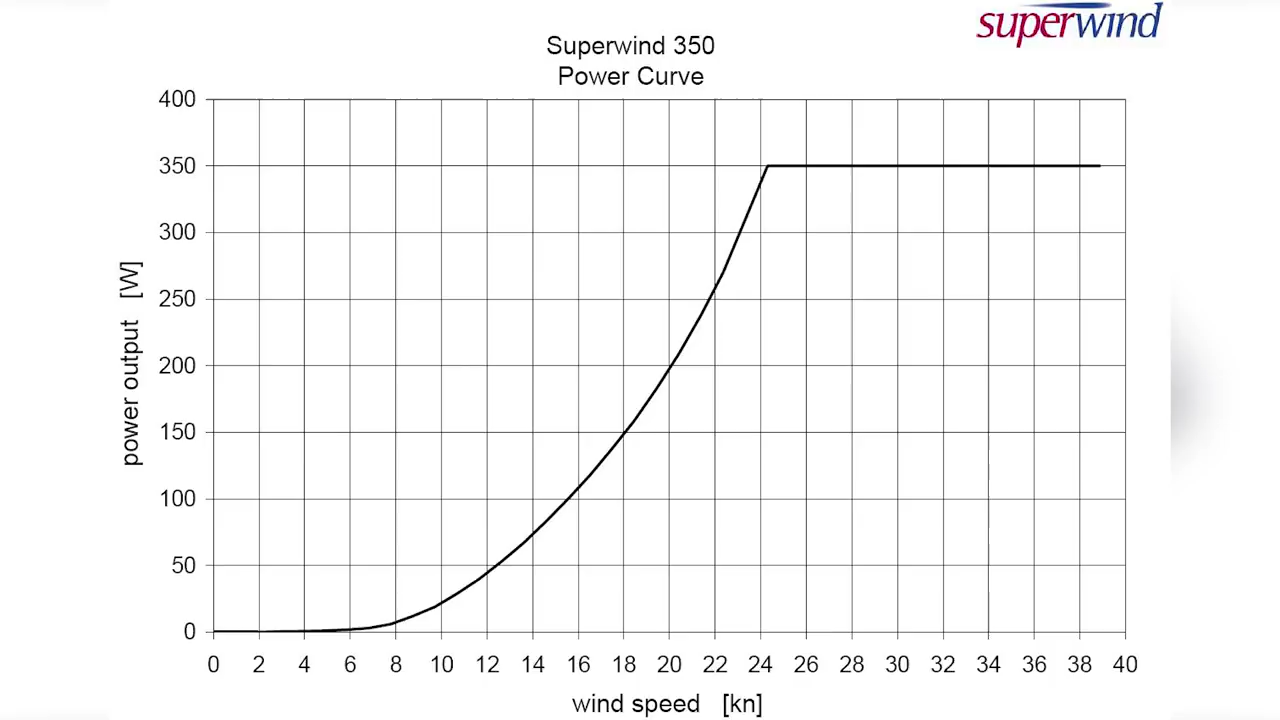 superwind
Superwind 350
Power Curve
400
350
300
250
200
150
100
50
0
power output [W]
0 2 4 6 8 10 12 14 16 18 20 22 24 26 28 30 32 34 36 38 40
wind speed [kn]